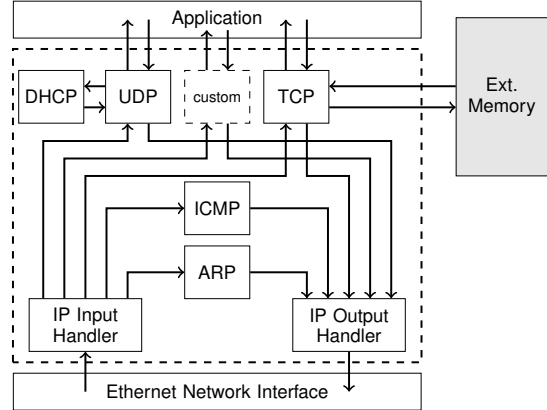 Application
DHCP
UDP
custom
TCP
Ext.
Memory
ICMP
ARP
IP Input
Handler
IP Output
Handler
Ethernet Network Interface